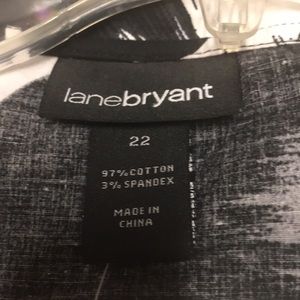 lanebryant
22
97% COTTON
3% SPANDEX
MADE IN
CHINA